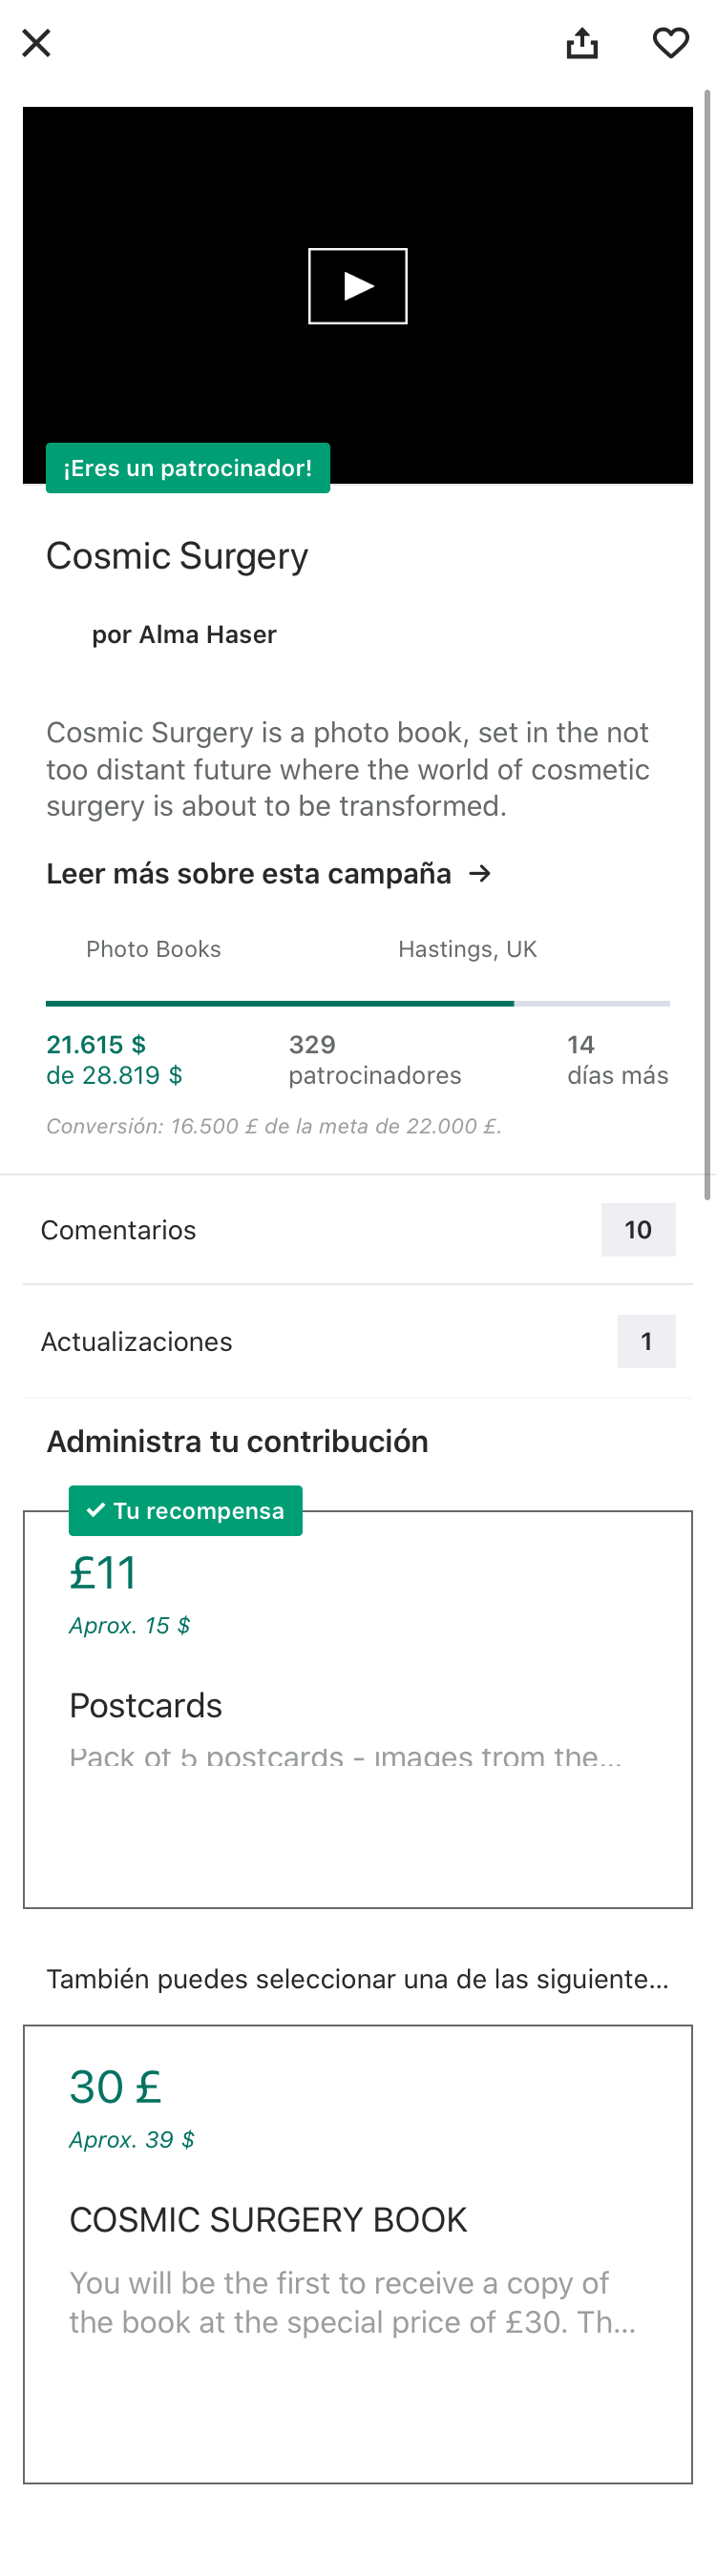 ¡Eres un patrocinador!
Cosmic Surgery
por Alma Haser
Cosmic Surgery is a photo book, set in the not
too distant future where the world of cosmetic
surgery is about to be transformed.
Leer más sobre esta campaña →
Photo Books
Hastings, UK
21.615 $
de 28.819 $
329
patrocinadores
14
días más
Conversión: 16.500 £ de la meta de 22.000 £.
Comentarios
10
Actualizaciones
1
Administra tu contribución
✓ Tu recompensa
£11
Aprox. 15 $
Postcards
Pack of 5 postcards - images from the...
También puedes seleccionar una de las siguiente...
30 £
Aprox. 39 $
COSMIC SURGERY BOOK
You will be the first to receive a copy of
the book at the special price of £30. Th...